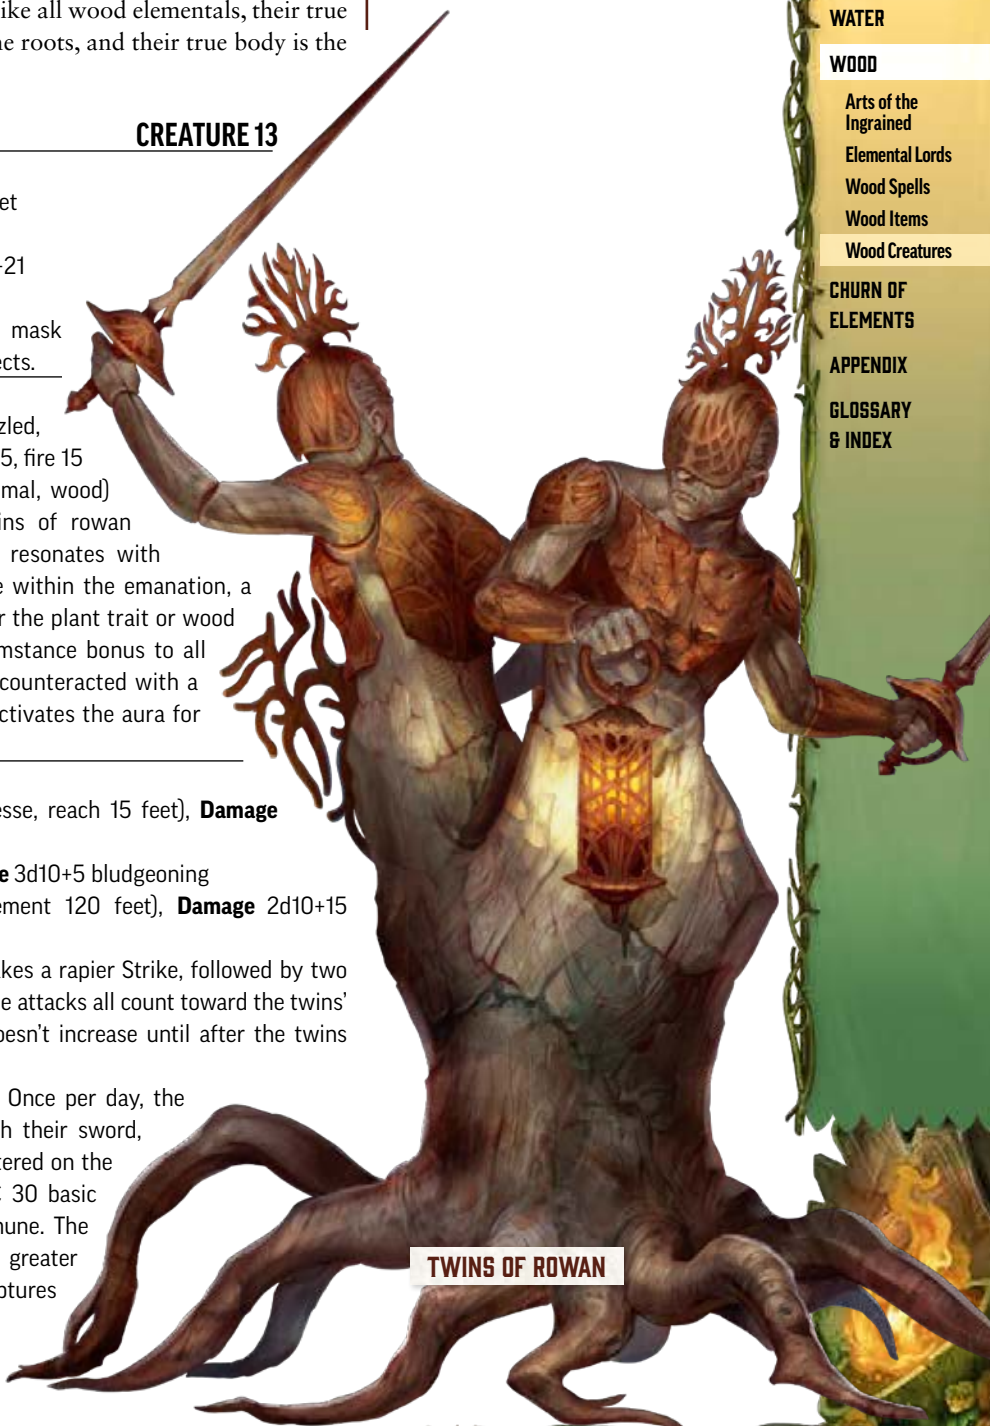 ike all wood elementals, their true
ne roots, and their true body is the
CREATURE 13
et
-21
mask
ects.
zled,
5, fire 15
mal, wood)
ins of rowan
resonates with
e within the emanation, a
r the plant trait or wood
mstance bonus to all
counteracted with a
ctivates the aura for
esse, reach 15 feet), Damage
e 3d10+5 bludgeoning
ement 120 feet), Damage 2d10+15
akes a rapier Strike, followed by two
e attacks all count toward the twins'
oesn't increase until after the twins
Once per day, the
h their sword,
tered on the
C 30 basic
mune. The
greater
ptures
TWINS OF ROWAN
WATER
WOOD
Arts of the
Ingrained
Elemental Lords
Wood Spells
Wood Items
Wood Creatures
CHURN OF
ELEMENTS
APPENDIX
GLOSSARY
& INDEX